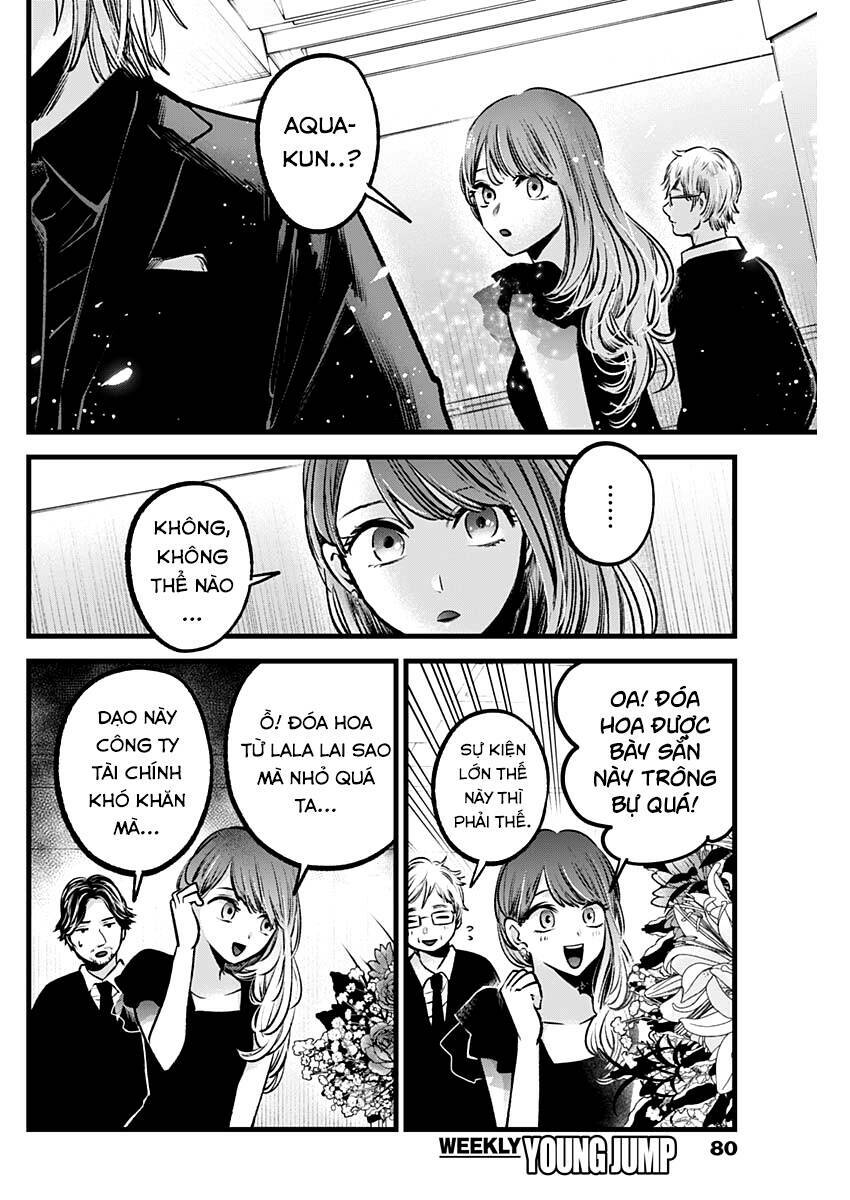 AQUA-
KUN..?
......
KHÔNG,
KHÔNG
THỂ NÀO
...
OA! ĐÓA
HOA ĐƯỢC
BÀY SẴN
NÀY TRÔNG
BỰ QUÁ!
SỰ KIỆN
LỚN THẾ
NÀY THÌ
PHẢI THẾ.
Ồ! ĐÓA HOA
TỪ LALA LAI SAO
MÀ NHỎ QUÁ
TA...
DẠO NÀY
CÔNG TY
TÀI CHÍNH
KHÓ KHĂN
MÀ...
WEEKLY YOUNG JUMP 80